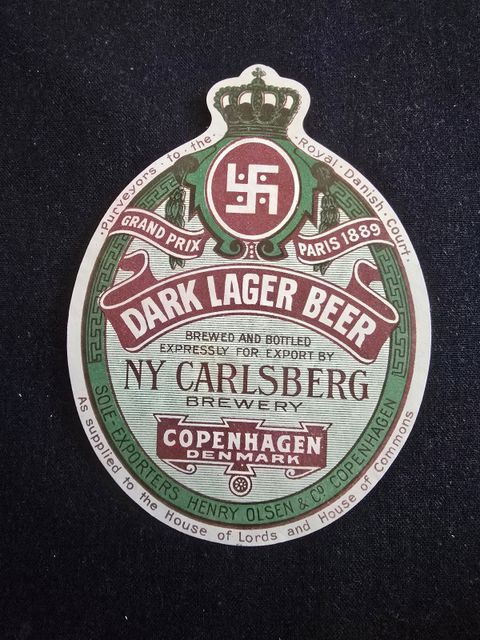 ·Purveyors·to·the· ·Royal·Danish·Court·
GRAND PRIX
PARIS 1889
DARK LAGER BEER
BREWED AND BOTTLED
EXPRESSLY FOR EXPORT BY
NY CARLSBERG
BREWERY
COPENHAGEN
DENMARK
SOLE-EXPORTERS HENRY OLSEN & Co COPENHAGEN
As supplied to the House of Lords and House of Commons